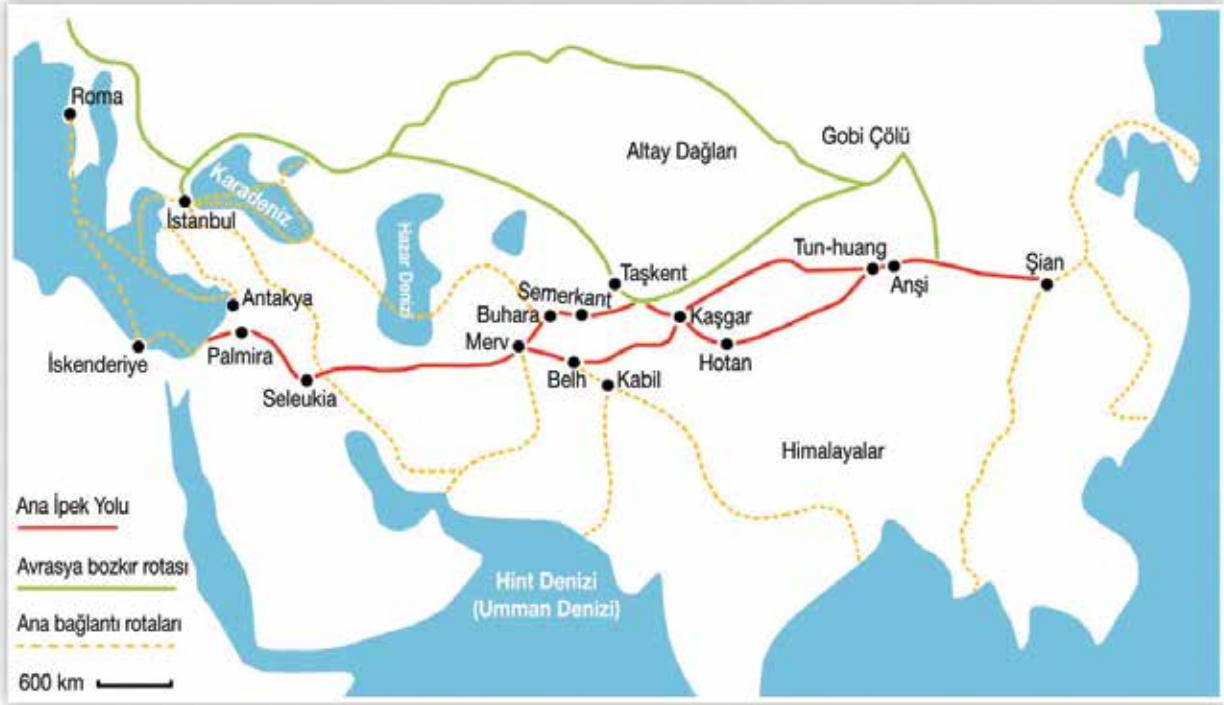 Roma
Altay Dağları
Gobi Çölü
Karadeniz
İstanbul
Hazar Denizi
Tun-huang
Şian
Taşkent
Anşi
Semerkant
Antakya
Buhara
Kaşgar
Merv
İskenderiye
Palmira
Hotan
Belh
Kabil
Seleukia
Himalayalar
Ana İpek Yolu
Avrasya bozkır rotası
Hint Denizi
(Umman Denizi)
Ana bağlantı rotaları
600 km